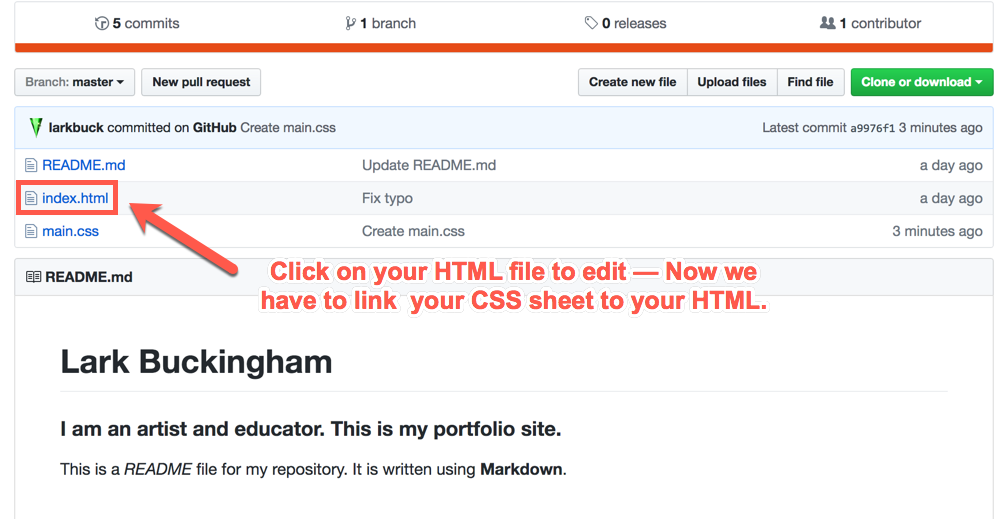 5 commits 1 branch 0 releases 1 contributor
Branch: master New pull request Create new file Upload files Find file Clone or download
larkbuck committed on GitHub Create main.css Latest commit a9976f1 3 minutes ago
README.md Update README.md a day ago
index.html Fix typo a day ago
main.css Create main.css 3 minutes ago
Click on your HTML file to edit — Now we
have to link your CSS sheet to your HTML.
README.md
Lark Buckingham
I am an artist and educator. This is my portfolio site.
This is a README file for my repository. It is written using Markdown.